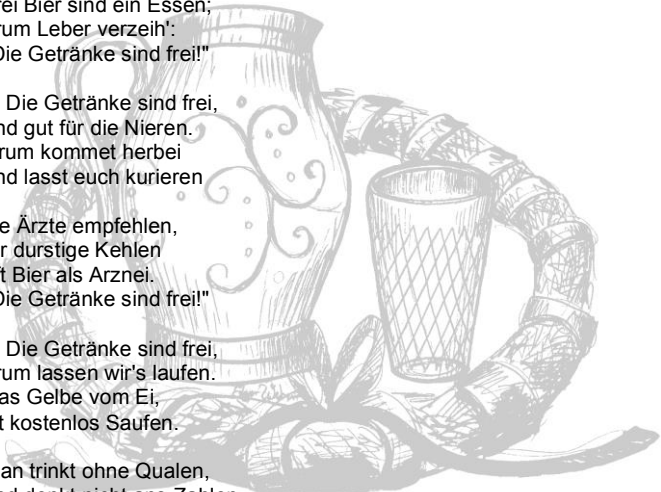 rei Bier sind ein Essen;
rum Leber verzeih':
Die Getränke sind frei!"
Die Getränke sind frei,
nd gut für die Nieren.
rum kommet herbei
nd lasst euch kurieren
e Ärzte empfehlen,
r durstige Kehlen
ft Bier als Arznei.
Die Getränke sind frei!"
Die Getränke sind frei,
rum lassen wir's laufen.
as Gelbe vom Ei,
t kostenlos Saufen.
an trinkt ohne Qualen,